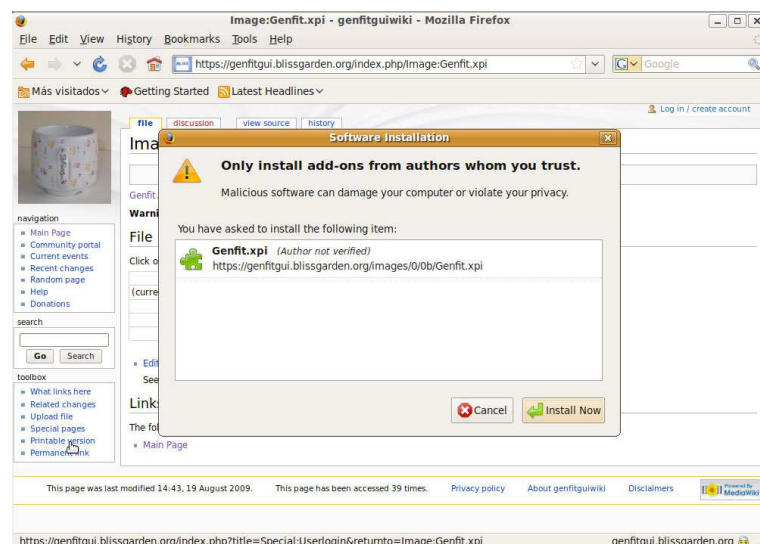 Image:Genfit.xpi - genfitguiwiki - Mozilla Firefox
File Edit View History Bookmarks Tools Help
https://genfitgui.blissgarden.org/index.php/Image:Genfit.xpi
G Google
Más visitados Getting Started Latest Headlines
Log in / create account
file discussion view source history
Software Installation
Ima
Only install add-ons from authors whom you trust.
Malicious software can damage your computer or violate your privacy.
Genfit.
Warni
You have asked to install the following item:
Genfit.xpi (Author not verified)
https://genfitgui.blissgarden.org/images/0/0b/Genfit.xpi
File
Click o
(curre
Edit
See
Links
The fol
Main Page
Cancel Install Now
navigation
Main Page
Community portal
Current events
Recent changes
Random page
Help
Donations
search
Go Search
toolbox
What links here
Related changes
Upload file
Special pages
Printable version
Permanent link
This page was last modified 14:43, 19 August 2009. This page has been accessed 39 times. Privacy policy About genfitguiwiki Disclaimers
Powered By
MediaWiki
https://genfitgui.blissgarden.org/index.php?title=Special:Userlogin&returnto=Image:Genfit.xpi genfitgui.blissgarden.org